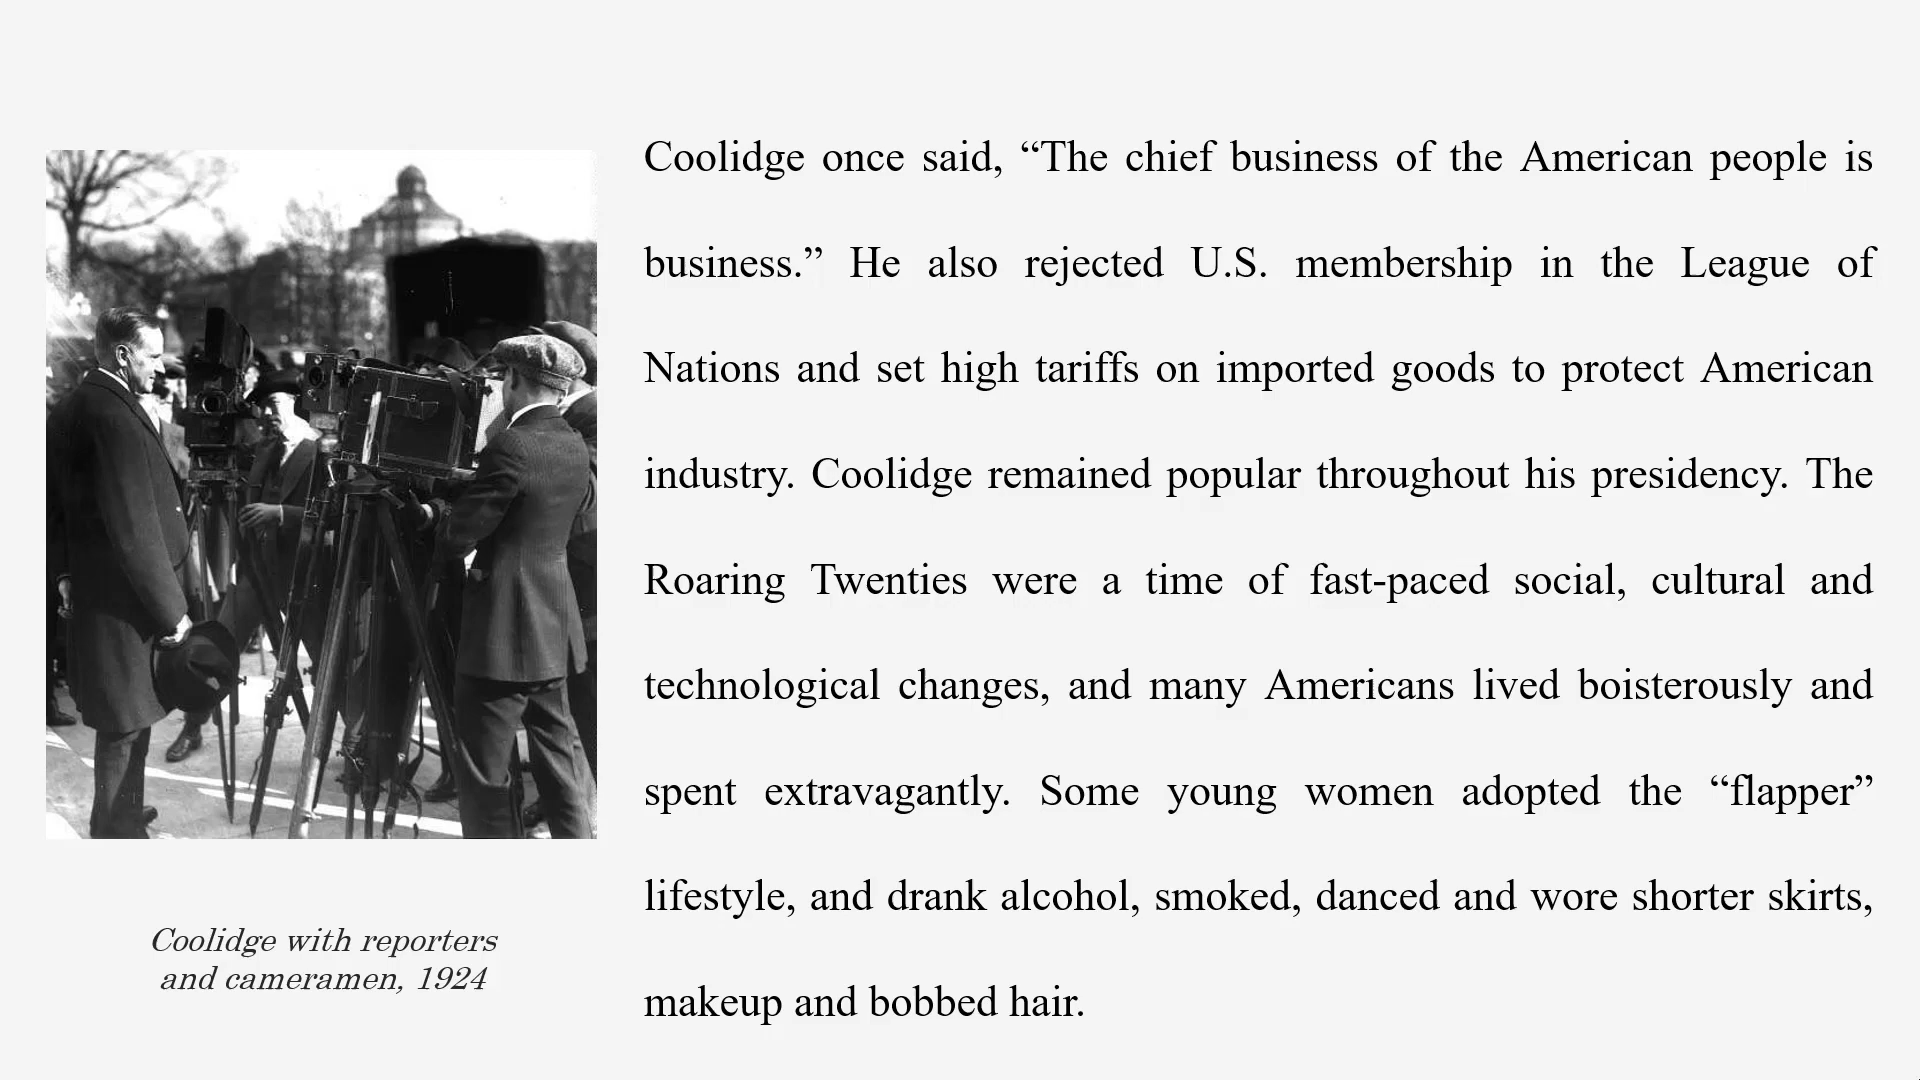 Coolidge once said, “The chief business of the American people is
business.” He also rejected U.S. membership in the League of
Nations and set high tariffs on imported goods to protect American
industry. Coolidge remained popular throughout his presidency. The
Roaring Twenties were a time of fast-paced social, cultural and
technological changes, and many Americans lived boisterously and
spent extravagantly. Some young women adopted the “flapper”
lifestyle, and drank alcohol, smoked, danced and wore shorter skirts,
makeup and bobbed hair.
Coolidge with reporters
and cameramen, 1924